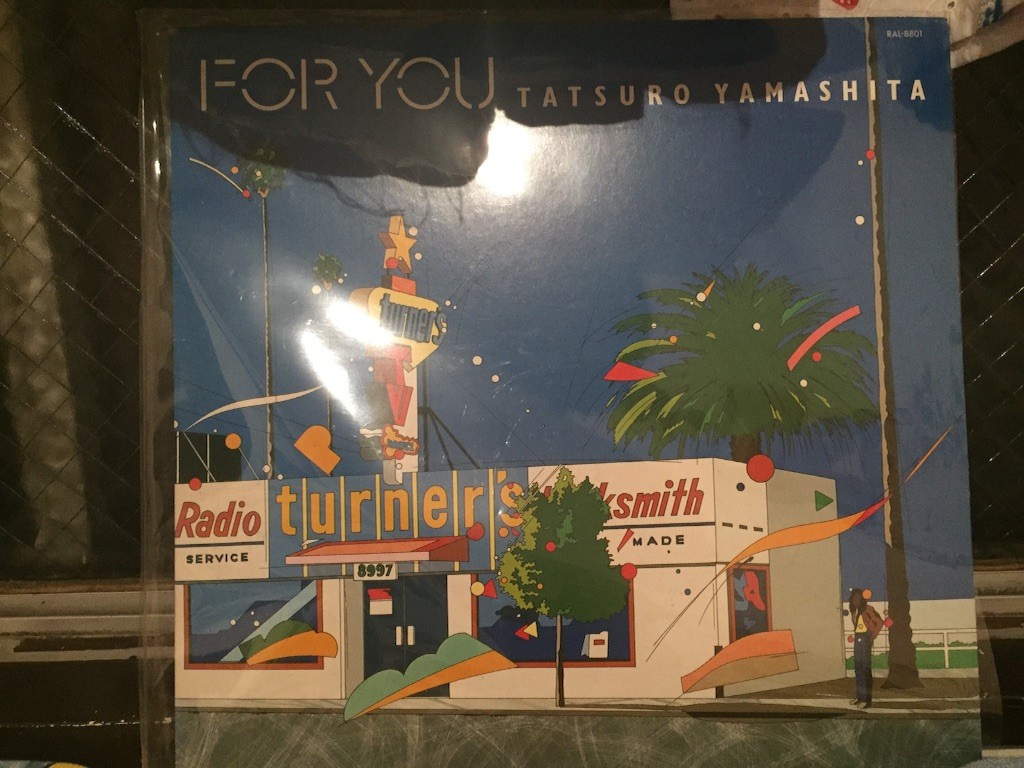 RAL-8801
FOR YOU TATSURO YAMASHITA
turner's
Radio
SERVICE
turner's
ksmith
MADE
8997